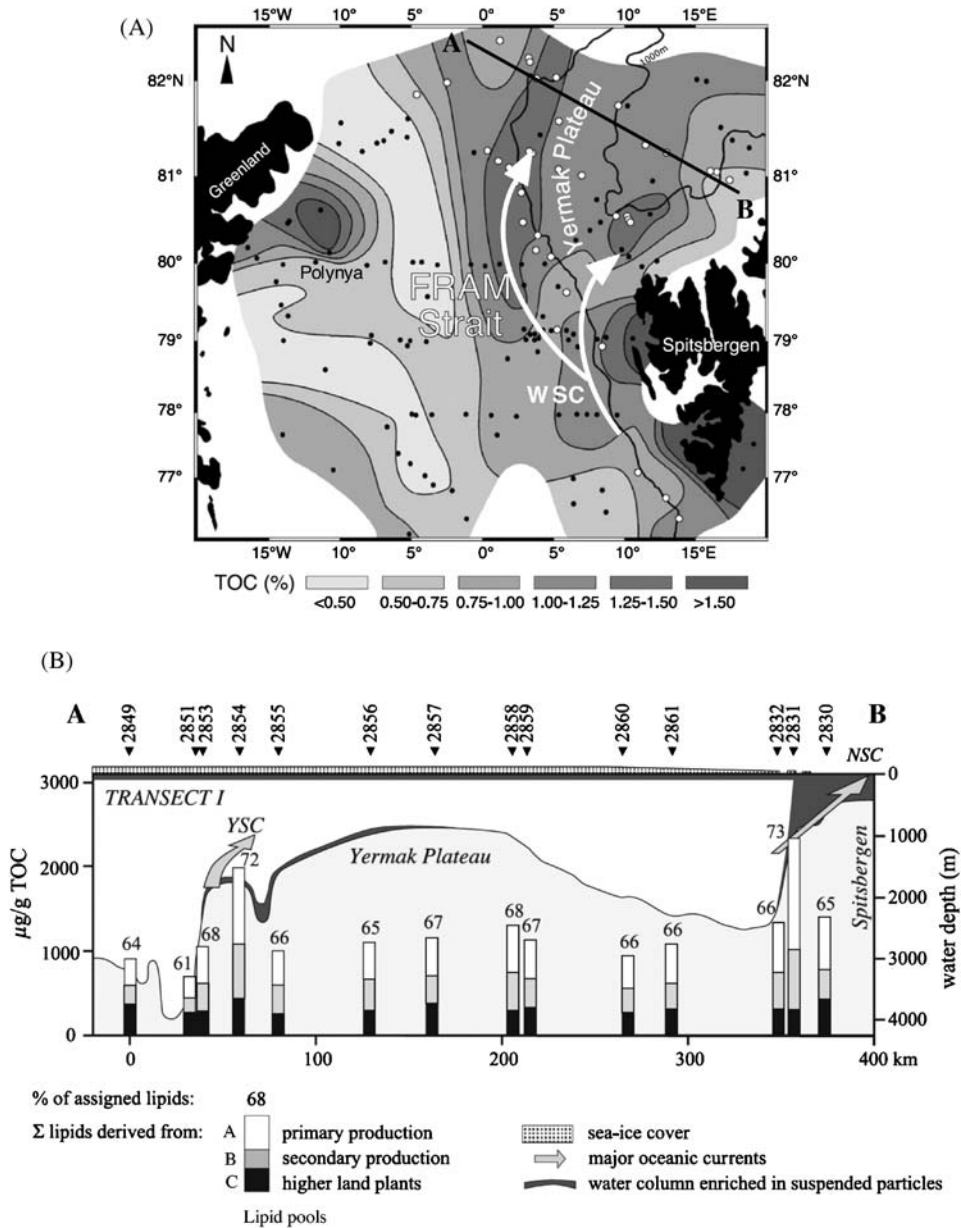 (A)
15°W 10° 5° 0° 5° 10° 15°E
N
A
1000m
82°N
82°
Yermak Plateau
Greenland
81°
81°
B
80°
Polynya
80°
FRAM
Strait
79°
Spitsbergen
79°
WSC
78°
78°
77°
77°
15°W 10° 5° 0° 5° 10° 15°E
TOC (%)
<0.50 0.50-0.75 0.75-1.00 1.00-1.25 1.25-1.50 >1.50
(B)
A
2849 2851 2853 2854 2855 2856 2857 2858 2859 2860 2861 2832 2831 2830
B
NSC
3000
0
TRANSECT I
YSC
Yermak Plateau
73
1000
72
2000
2000
68
64
61
68
66
65
67
67
66
66
66
65
Spitsbergen
1000
3000
0
4000
µg/g TOC
water depth (m)
0 100 200 300 400 km
% of assigned lipids: 68
Σ lipids derived from:
A primary production
B secondary production
C higher land plants
Lipid pools
sea-ice cover
major oceanic currents
water column enriched in suspended particles